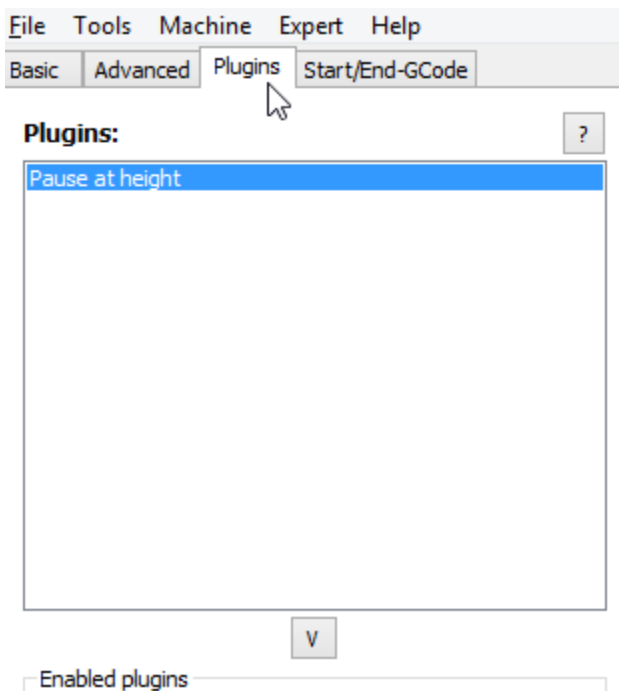 File Tools Machine Expert Help
Basic Advanced Plugins Start/End-GCode
Plugins: ?
Pause at height
V
Enabled plugins